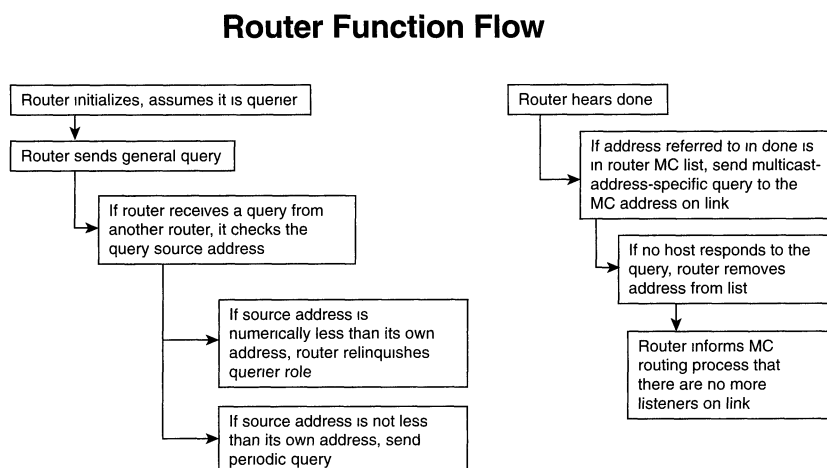 Router Function Flow
Router initializes, assumes it is querier
Router sends general query
If router receives a query from
another router, it checks the
query source address
If source address is
numerically less than its own
address, router relinquishes
querier role
If source address is not less
than its own address, send
periodic query
Router hears done
If address referred to in done is
in router MC list, send multicast-
address-specific query to the
MC address on link
If no host responds to the
query, router removes
address from list
Router informs MC
routing process that
there are no more
listeners on link